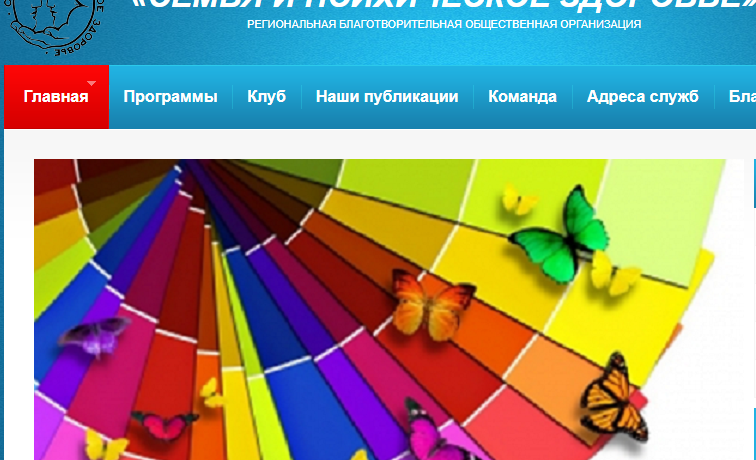 «СЕМЬЯ И ПСИХИЧЕСКОЕ ЗДОРОВЬЕ»
РЕГИОНАЛЬНАЯ БЛАГОТВОРИТЕЛЬНАЯ ОБЩЕСТВЕННАЯ ОРГАНИЗАЦИЯ
Главная Программы Клуб Наши публикации Команда Адреса служб Бла